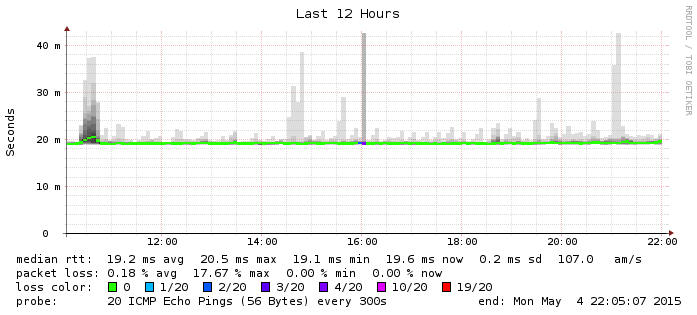 Last 12 Hours
RRDTOOL / TOBI OETIKER
Seconds
40 m
30 m
20 m
10 m
0
12:00 14:00 16:00 18:00 20:00 22:00
median rtt: 19.2 ms avg 20.5 ms max 19.1 ms min 19.6 ms now 0.2 ms sd 107.0 am/s
packet loss: 0.18 % avg 17.67 % max 0.00 % min 0.00 % now
loss color: 0 1/20 2/20 3/20 4/20 10/20 19/20
probe: 20 ICMP Echo Pings (56 Bytes) every 300s end: Mon May 4 22:05:07 2015